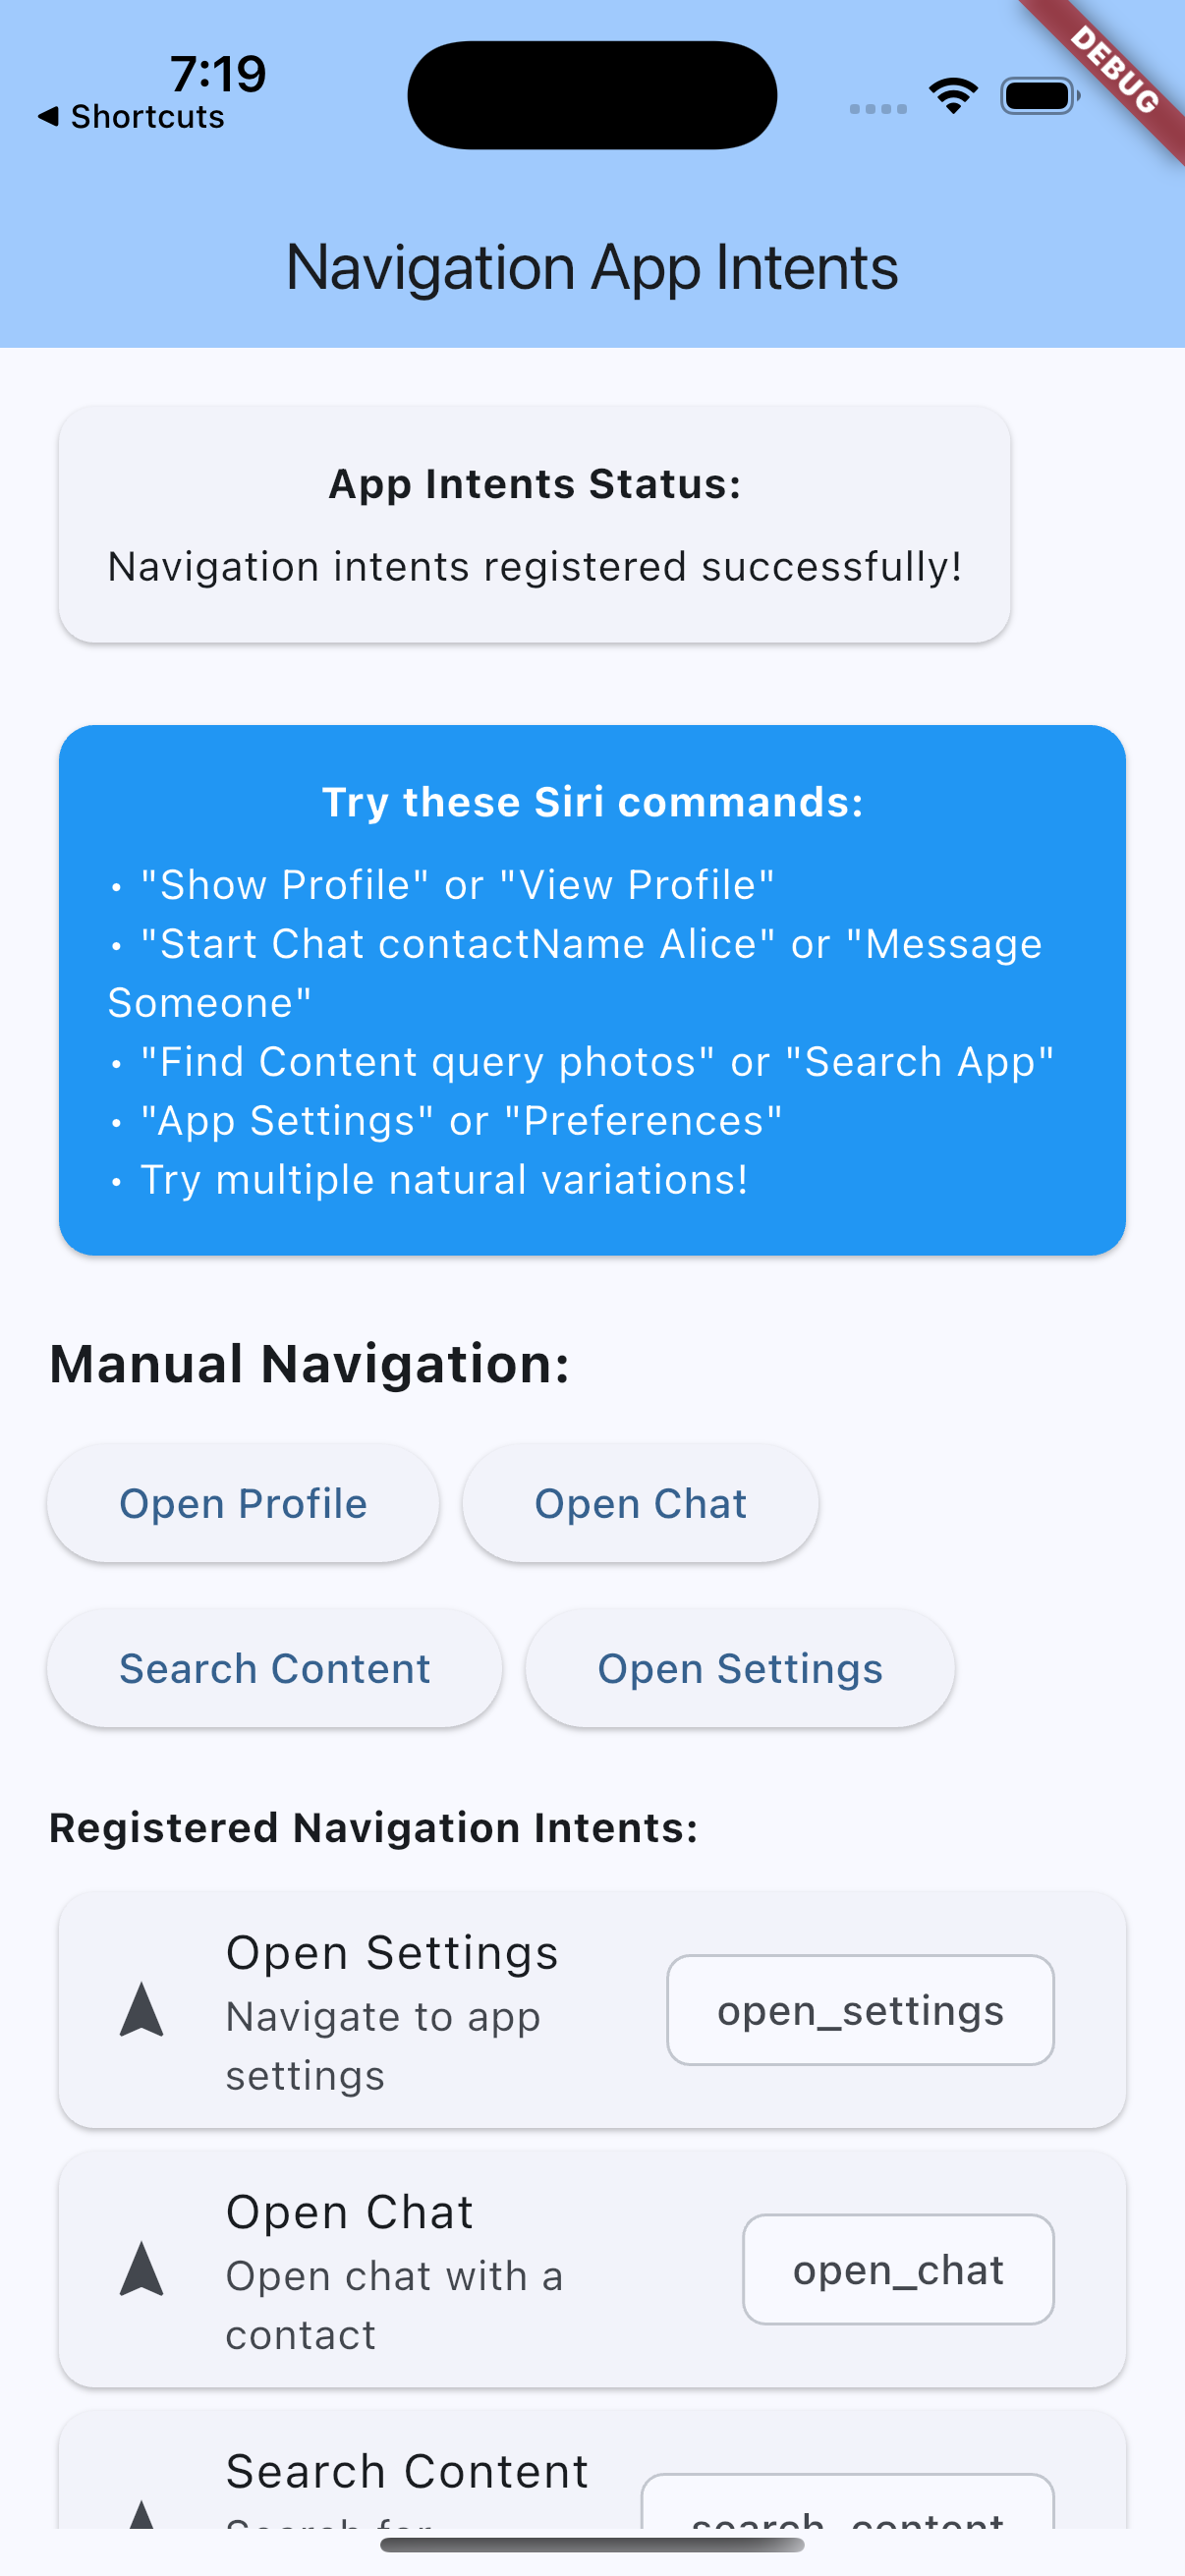 7:19
◀ Shortcuts
DEBUG
Navigation App Intents
App Intents Status:
Navigation intents registered successfully!
Try these Siri commands:
• "Show Profile" or "View Profile"
• "Start Chat contactName Alice" or "Message
Someone"
• "Find Content query photos" or "Search App"
• "App Settings" or "Preferences"
• Try multiple natural variations!
Manual Navigation:
Open Profile
Open Chat
Search Content
Open Settings
Registered Navigation Intents:
Open Settings
Navigate to app
settings
open_settings
Open Chat
Open chat with a
contact
open_chat
Search Content
Search for
search_content